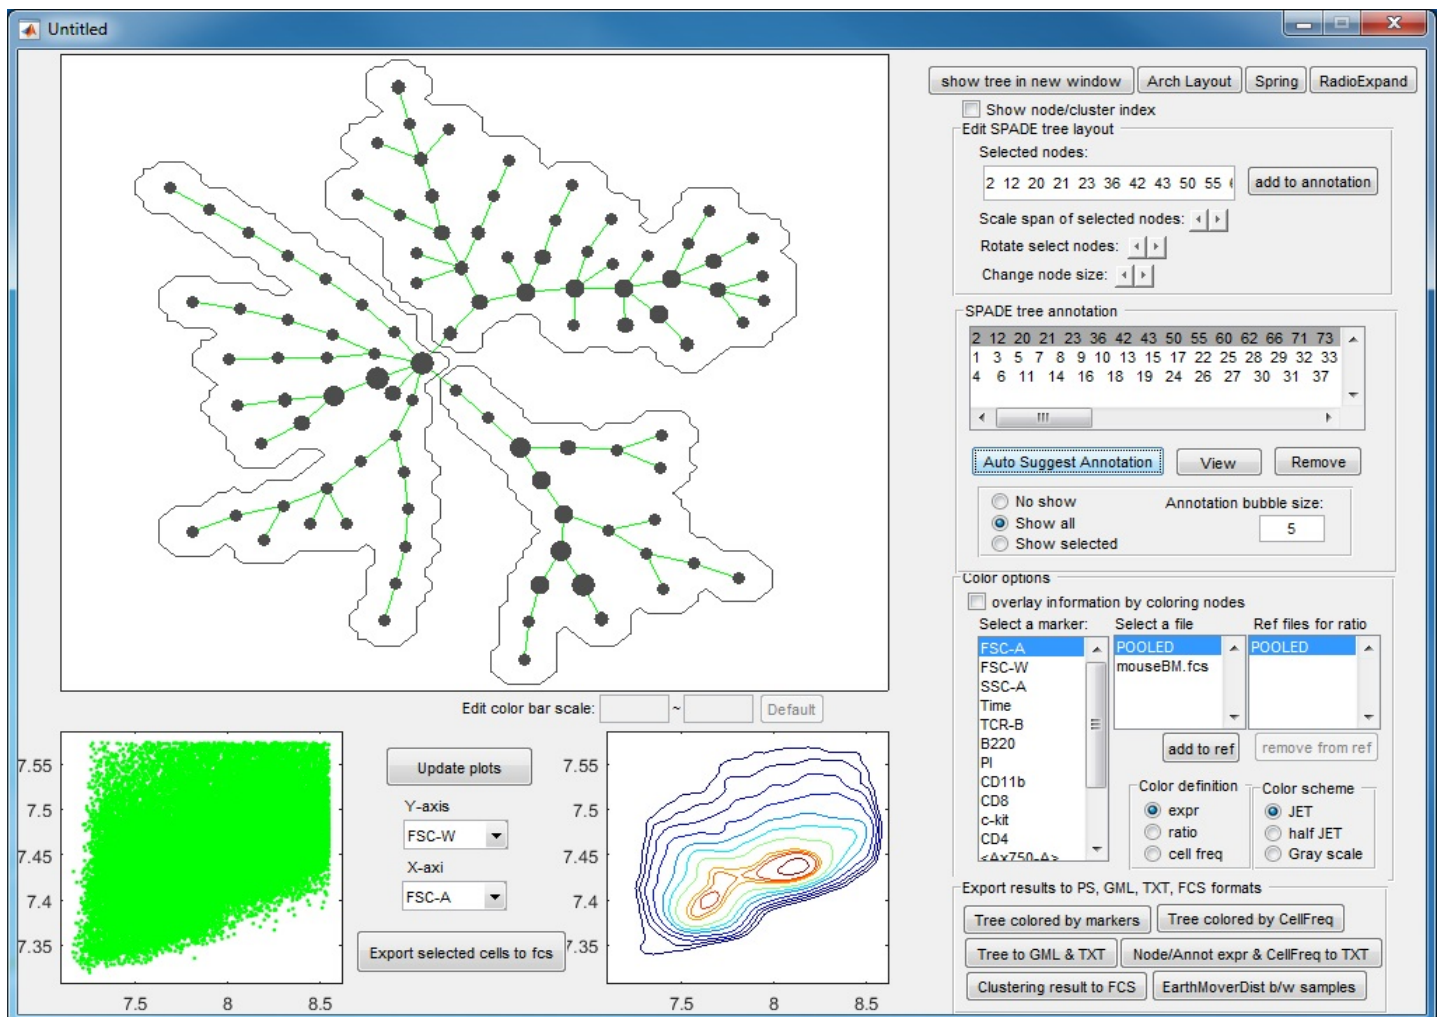 Untitled
show tree in new window
Arch Layout
Spring
RadioExpand
Show node/cluster index
Edit SPADE tree layout
Selected nodes:
2 12 20 21 23 36 42 43 50 55
add to annotation
Scale span of selected nodes:
Rotate select nodes:
Change node size:
SPADE tree annotation
2 12 20 21 23 36 42 43 50 55 60 62 66 71 73
1 3 5 7 8 9 10 13 15 17 22 25 28 29 32 33
4 6 11 14 16 18 19 24 26 27 30 31 37
Auto Suggest Annotation
View
Remove
No show
Show all
Show selected
Annotation bubble size:
5
Color options
overlay information by coloring nodes
Select a marker:
FSC-A
FSC-W
SSC-A
Time
TCR-B
B220
PI
CD11b
CD8
c-kit
CD4
<Ax750-A>
Select a file
POOLED
mouseBM.fcs
Ref files for ratio
POOLED
add to ref
remove from ref
Color definition
expr
ratio
cell freq
Color scheme
JET
half JET
Gray scale
Export results to PS, GML, TXT, FCS formats
Tree colored by markers
Tree colored by CellFreq
Tree to GML & TXT
Node/Annot expr & CellFreq to TXT
Clustering result to FCS
EarthMoverDist b/w samples
Edit color bar scale:
~
Default
7.55
7.5
7.45
7.4
7.35
7.5
8
8.5
Update plots
Y-axis
FSC-W
X-axi
FSC-A
Export selected cells to fcs
7.55
7.5
7.45
7.4
7.35
7.5
8
8.5